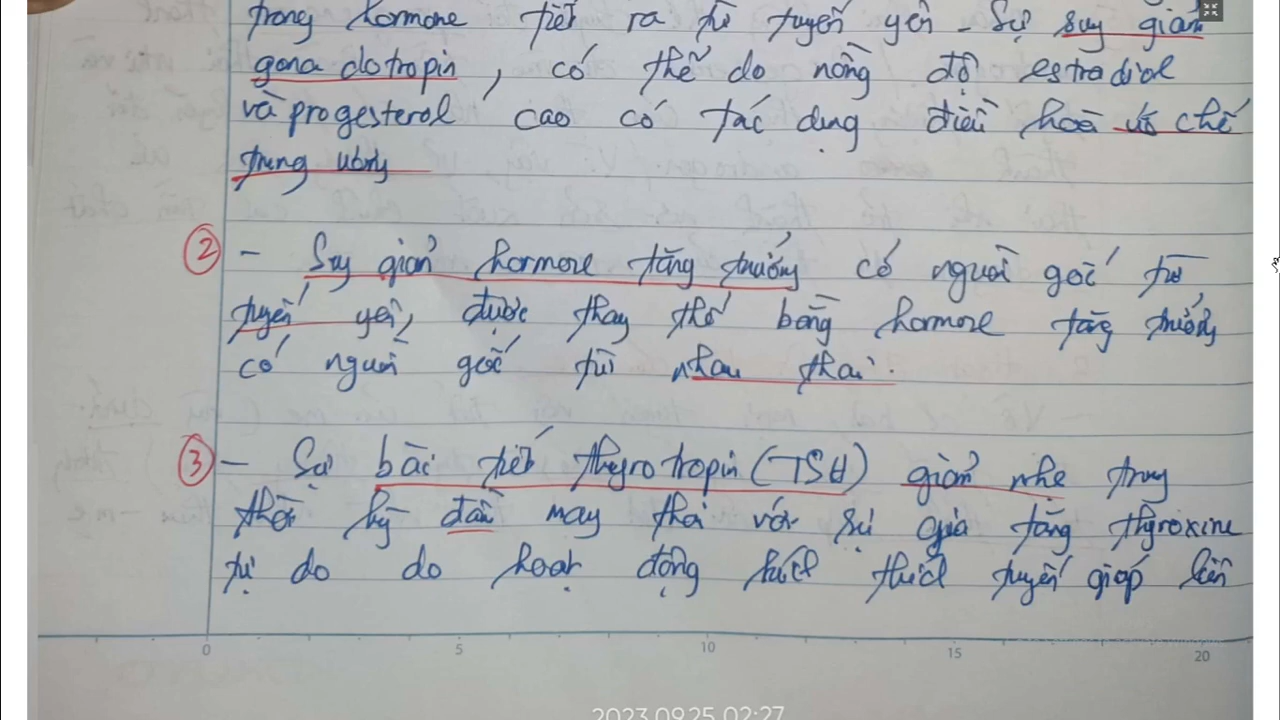 trong hormone tiết ra từ tuyến yên - Sự suy giảm
gonadotropin, có thể do nồng độ estradiol
và progesterol cao có tác dụng điều hoà ức chế
trung ương
② - Suy giảm hormone tăng trưởng có nguồn gốc từ
tuyến yên, được thay thế bằng hormone tăng trưởng
có nguồn gốc từ nhau thai.
③ - Sự bài tiết thyrotropin (TSH) giảm nhẹ trong
thời kỳ đầu mang thai với sự gia tăng thyroxine
tự do do hoạt động kích thích tuyến giáp liên
0 5 10 15 20
2023.09.25 02:27